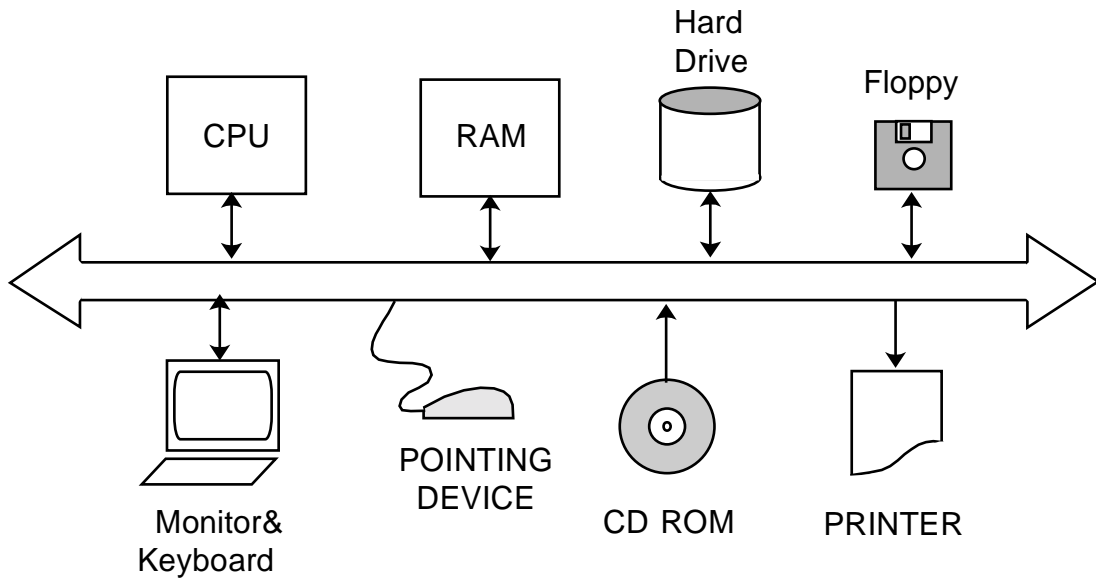 Hard
Drive
Floppy
CPU
RAM
POINTING
DEVICE
CD ROM
PRINTER
Monitor&
Keyboard